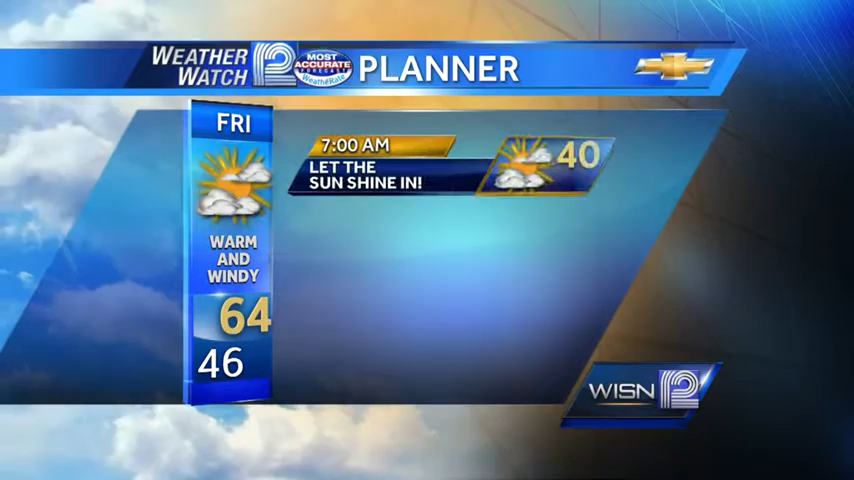 WEATHER WATCH 12 MOST ACCURATE FORECAST WeatheRate PLANNER
FRI
WARM
AND
WINDY
64
46
7:00 AM
LET THE
SUN SHINE IN!
40
WISN 12